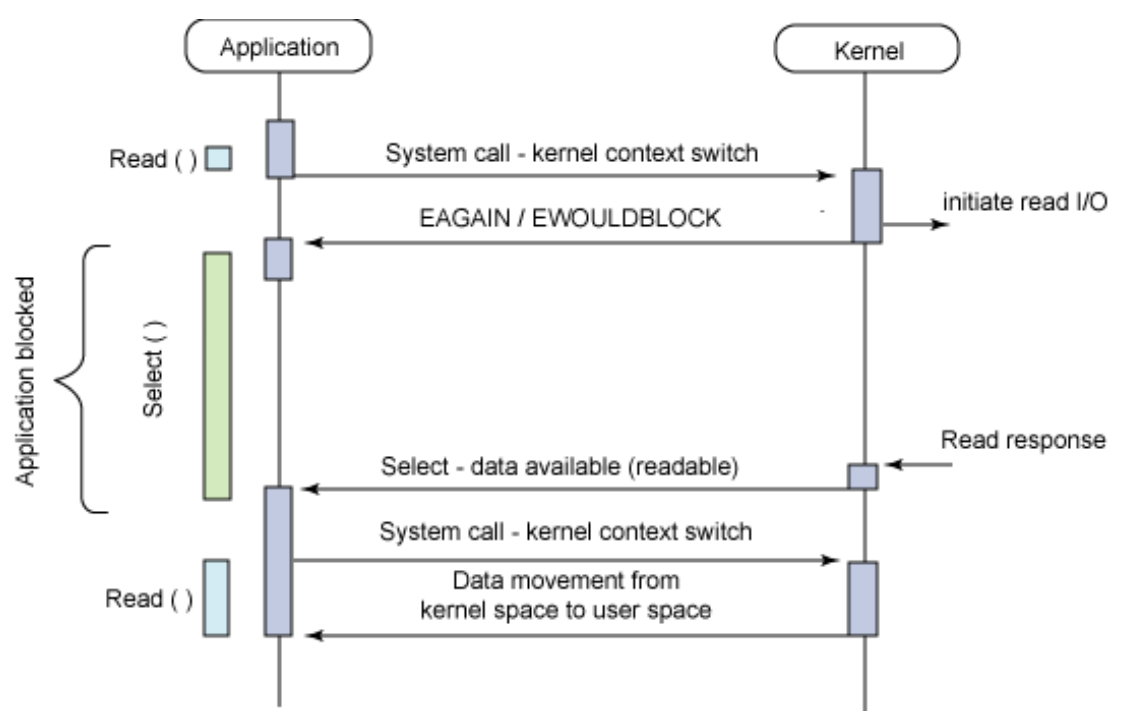 Application
Kernel
Read ( )
System call - kernel context switch
initiate read I/O
EAGAIN / EWOULDBLOCK
Application blocked
Select ( )
Read response
Select - data available (readable)
System call - kernel context switch
Read ( )
Data movement from
kernel space to user space